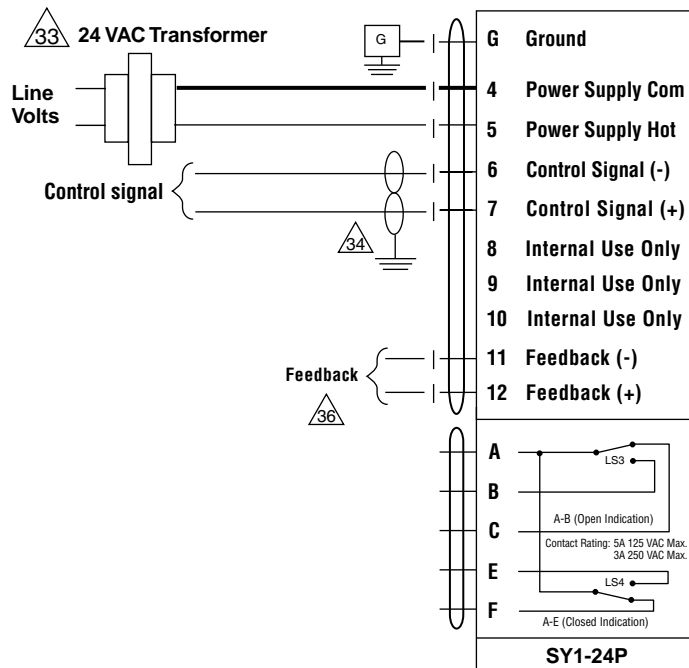 33 24 VAC Transformer
G
G Ground
Line
Volts
4 Power Supply Com
5 Power Supply Hot
Control signal
6 Control Signal (-)
7 Control Signal (+)
34
8 Internal Use Only
9 Internal Use Only
10 Internal Use Only
Feedback
36
11 Feedback (-)
12 Feedback (+)
A
LS3
B
C
A-B (Open Indication)
Contact Rating: 5A 125 VAC Max.
3A 250 VAC Max.
E
LS4
F
A-E (Closed Indication)
SY1-24P